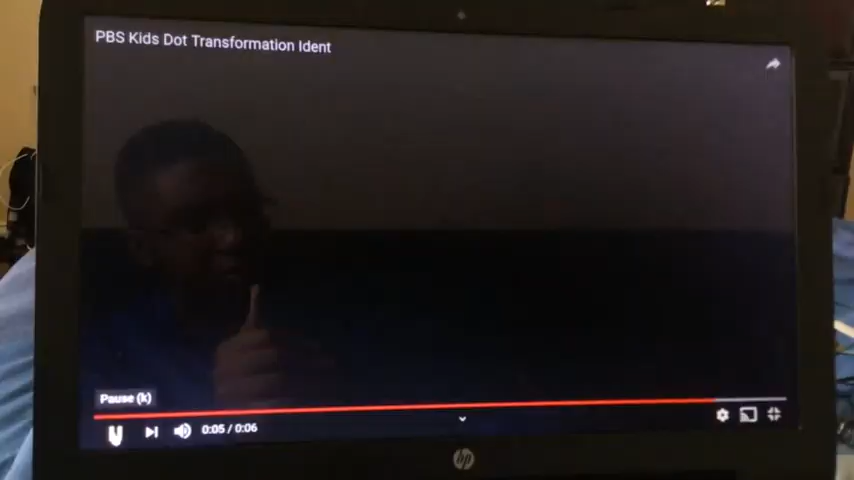 PBS Kids Dot Transformation Ident
Pause (k)
0:05 / 0:06
hp